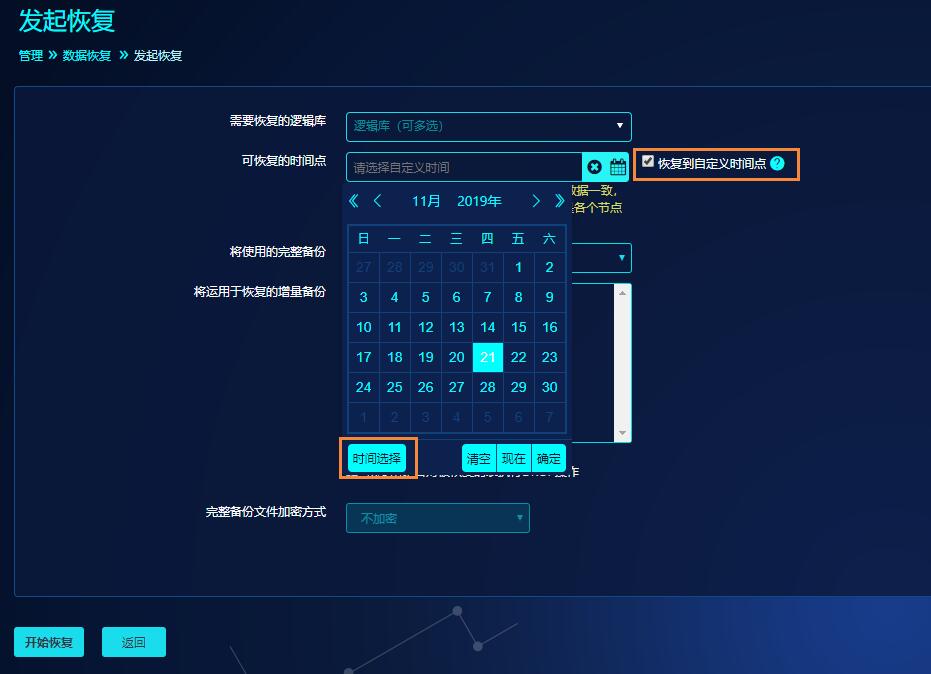 发起恢复
管理 » 数据恢复 » 发起恢复
需要恢复的逻辑库
逻辑库（可多选）
可恢复的时间点
请选择自定义时间
恢复到自定义时间点
?
数据一致，
各个节点
11月 2019年
日 一 二 三 四 五 六
27 28 29 30 31 1 2
3 4 5 6 7 8 9
10 11 12 13 14 15 16
17 18 19 20 21 22 23
24 25 26 27 28 29 30
1 2 3 4 5 6 7
将使用的完整备份
将运用于恢复的增量备份
时间选择
清空 现在 确定
操作
完整备份文件加密方式
不加密
开始恢复
返回